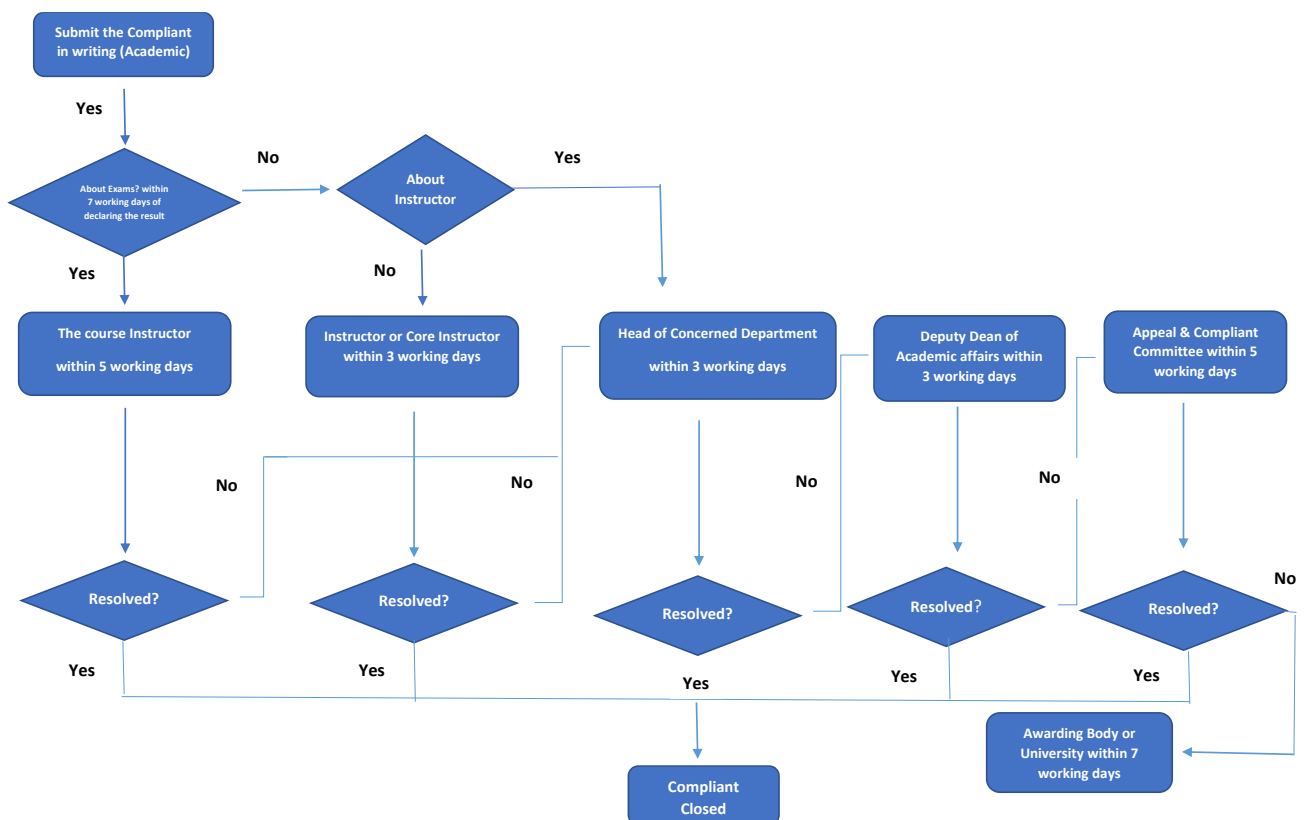 Submit the Compliant
in writing (Academic)
Yes
No
Yes
About Exams? within
7 working days of
declaring the result
About
Instructor
Yes
No
The course Instructor
within 5 working days
Instructor or Core Instructor
within 3 working days
Head of Concerned Department
within 3 working days
Deputy Dean of
Academic affairs within
3 working days
Appeal & Compliant
Committee within 5
working days
No
No
No
No
No
Resolved?
Resolved?
Resolved?
Resolved?
Resolved?
Yes
Yes
Yes
Yes
Yes
Awarding Body or
University within 7
working days
Compliant
Closed